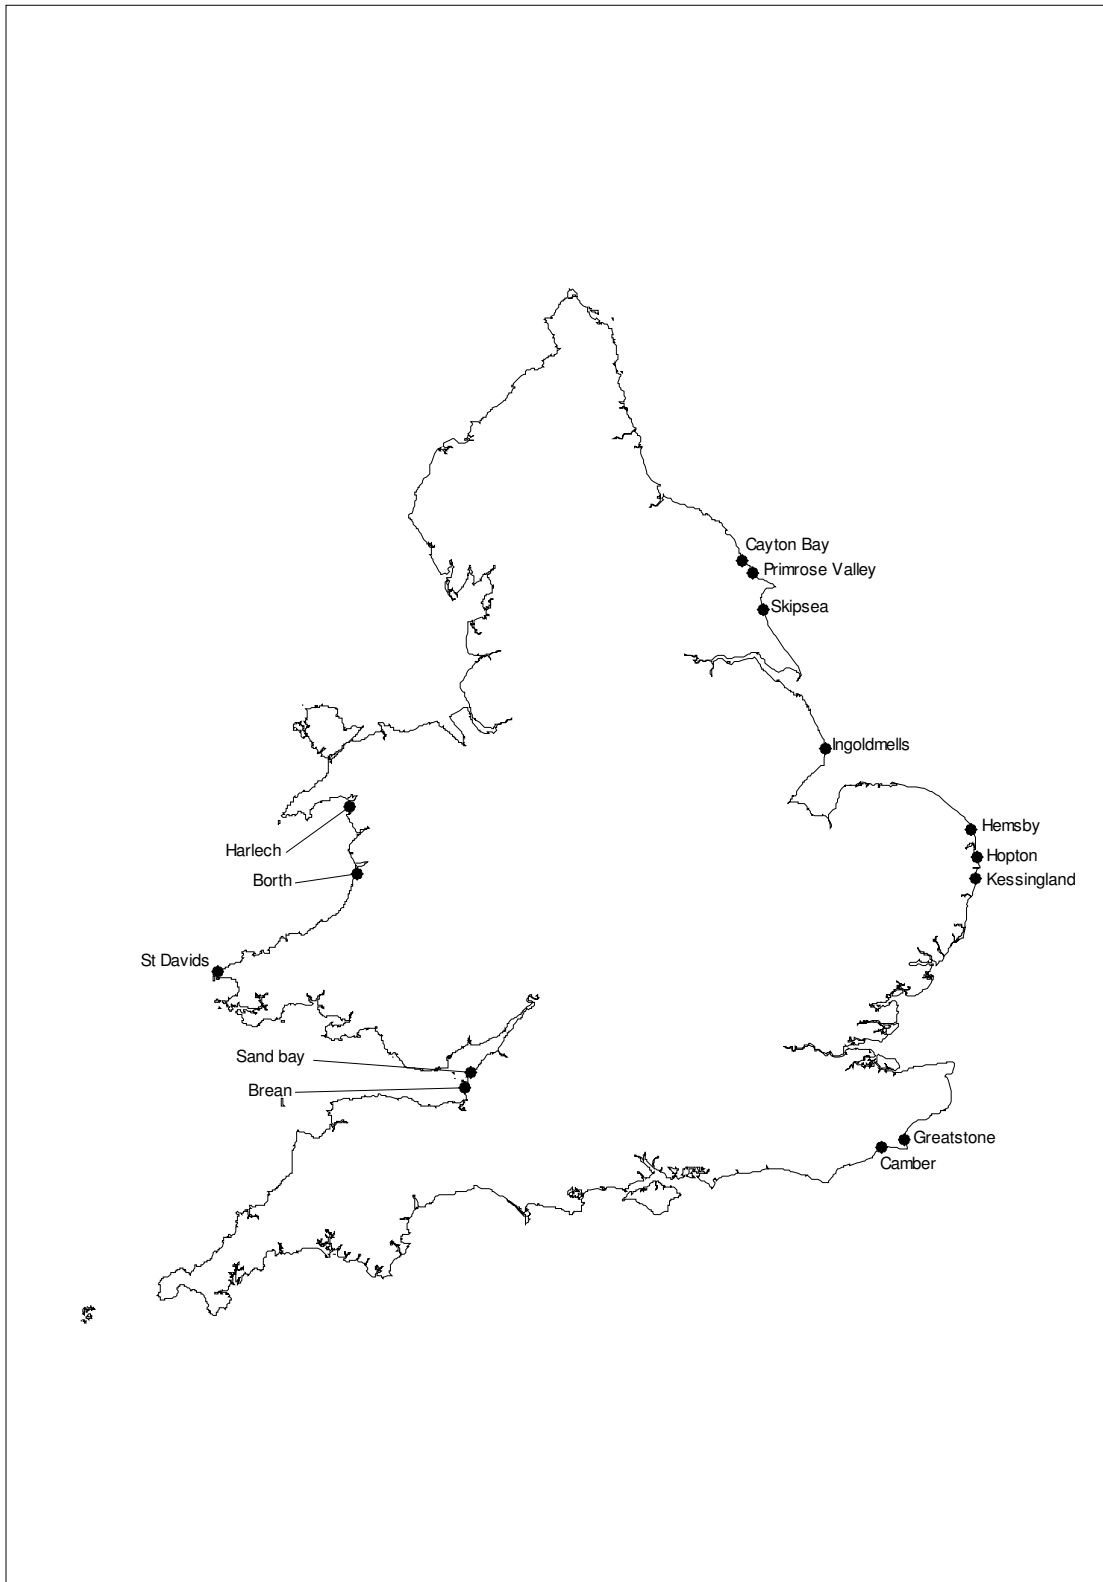 Cayton Bay
Primrose Valley
Skipsea
Ingoldmells
Hemsby
Harlech
Hopton
Borth
Kessingland
St Davids
Sand bay
Brean
Greatstone
Camber